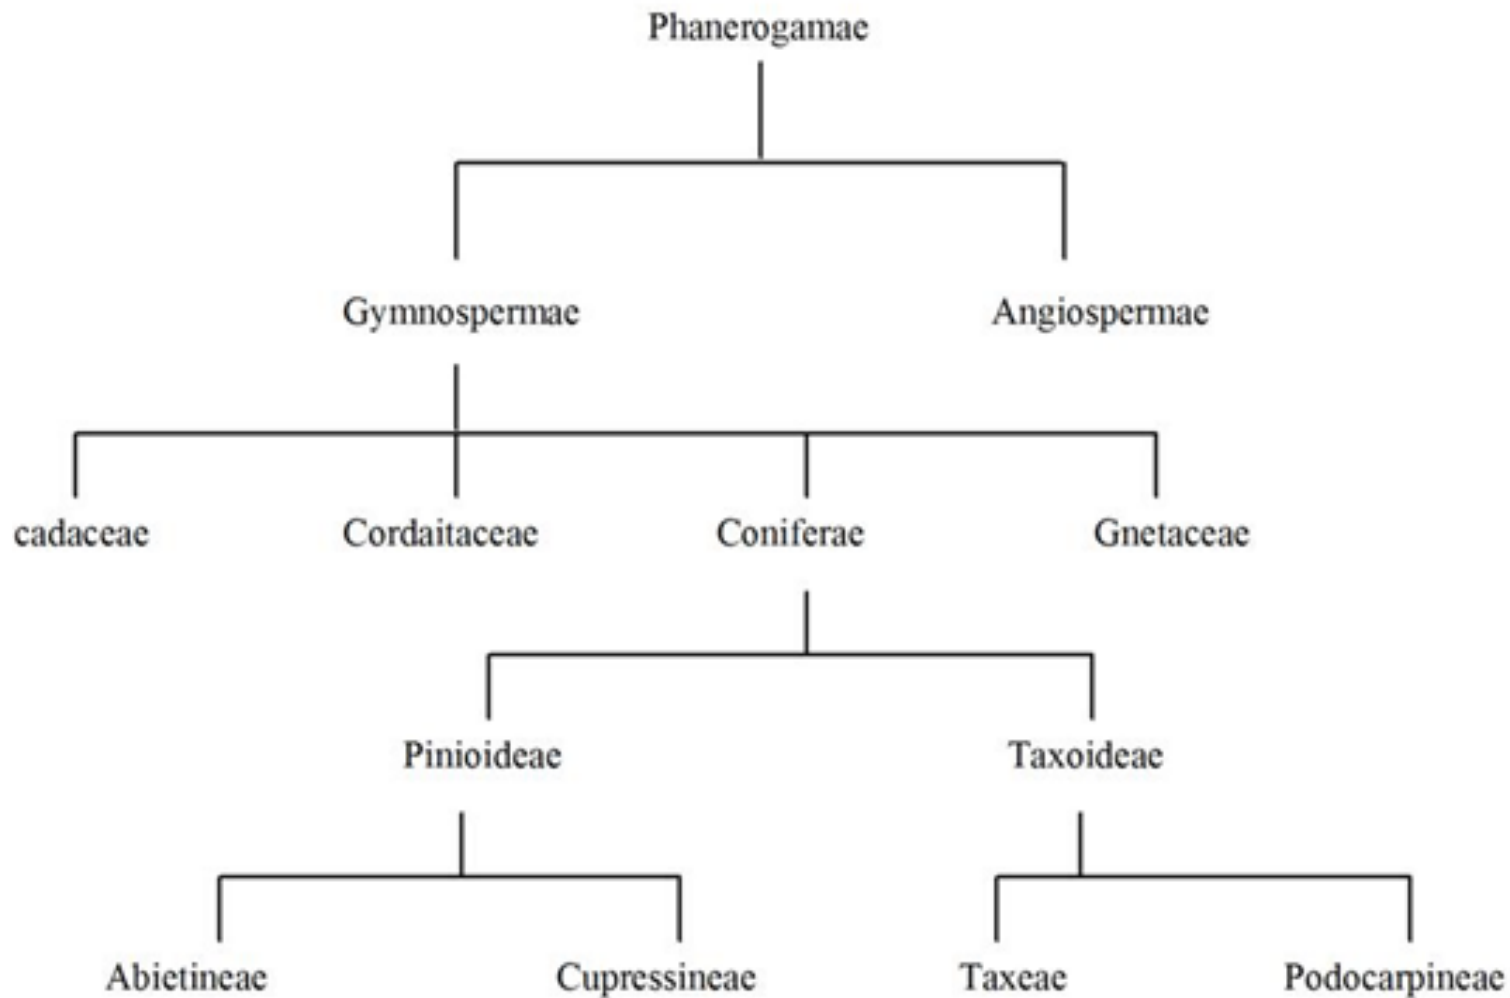 Phanerogamae
Gymnospermae Angiospermae
cadaceae Cordaitaceae Coniferae Gnetaceae
Pinioideae Taxoideae
Abietineae Cupressineae Taxeae Podocarpineae